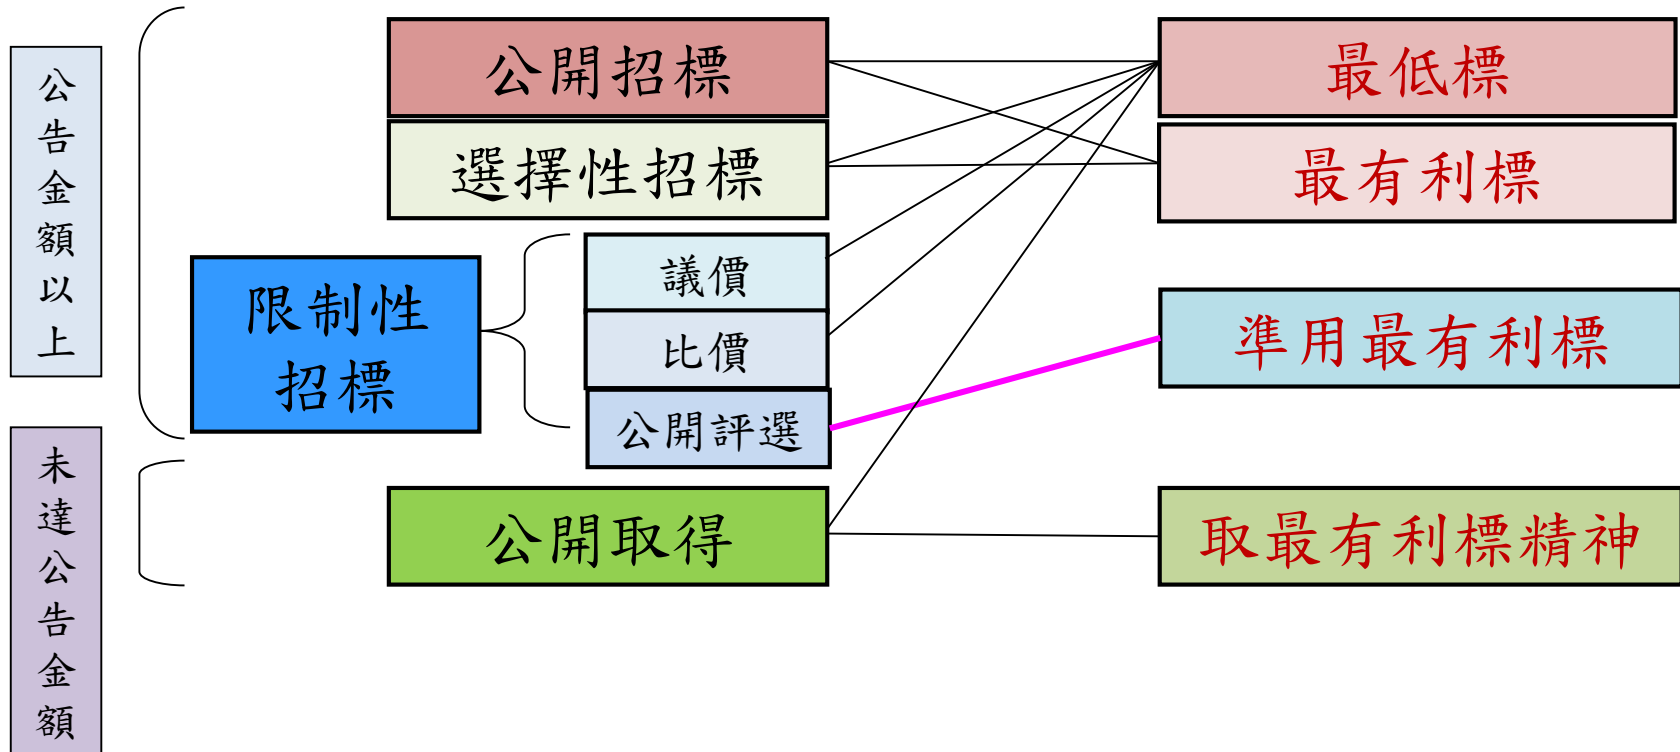 公告金額以上
公開招標
最低標
選擇性招標
最有利標
限制性
招標
議價
比價
公開評選
準用最有利標
未達公告金額
公開取得
取最有利標精神